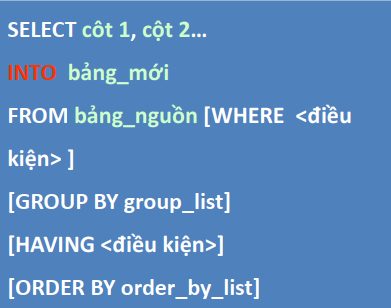 SELECT côt 1, cột 2...
INTO bảng_mới
FROM bảng_nguồn [WHERE <điều
kiện> ]
[GROUP BY group_list]
[HAVING <điều kiện>]
[ORDER BY order_by_list]